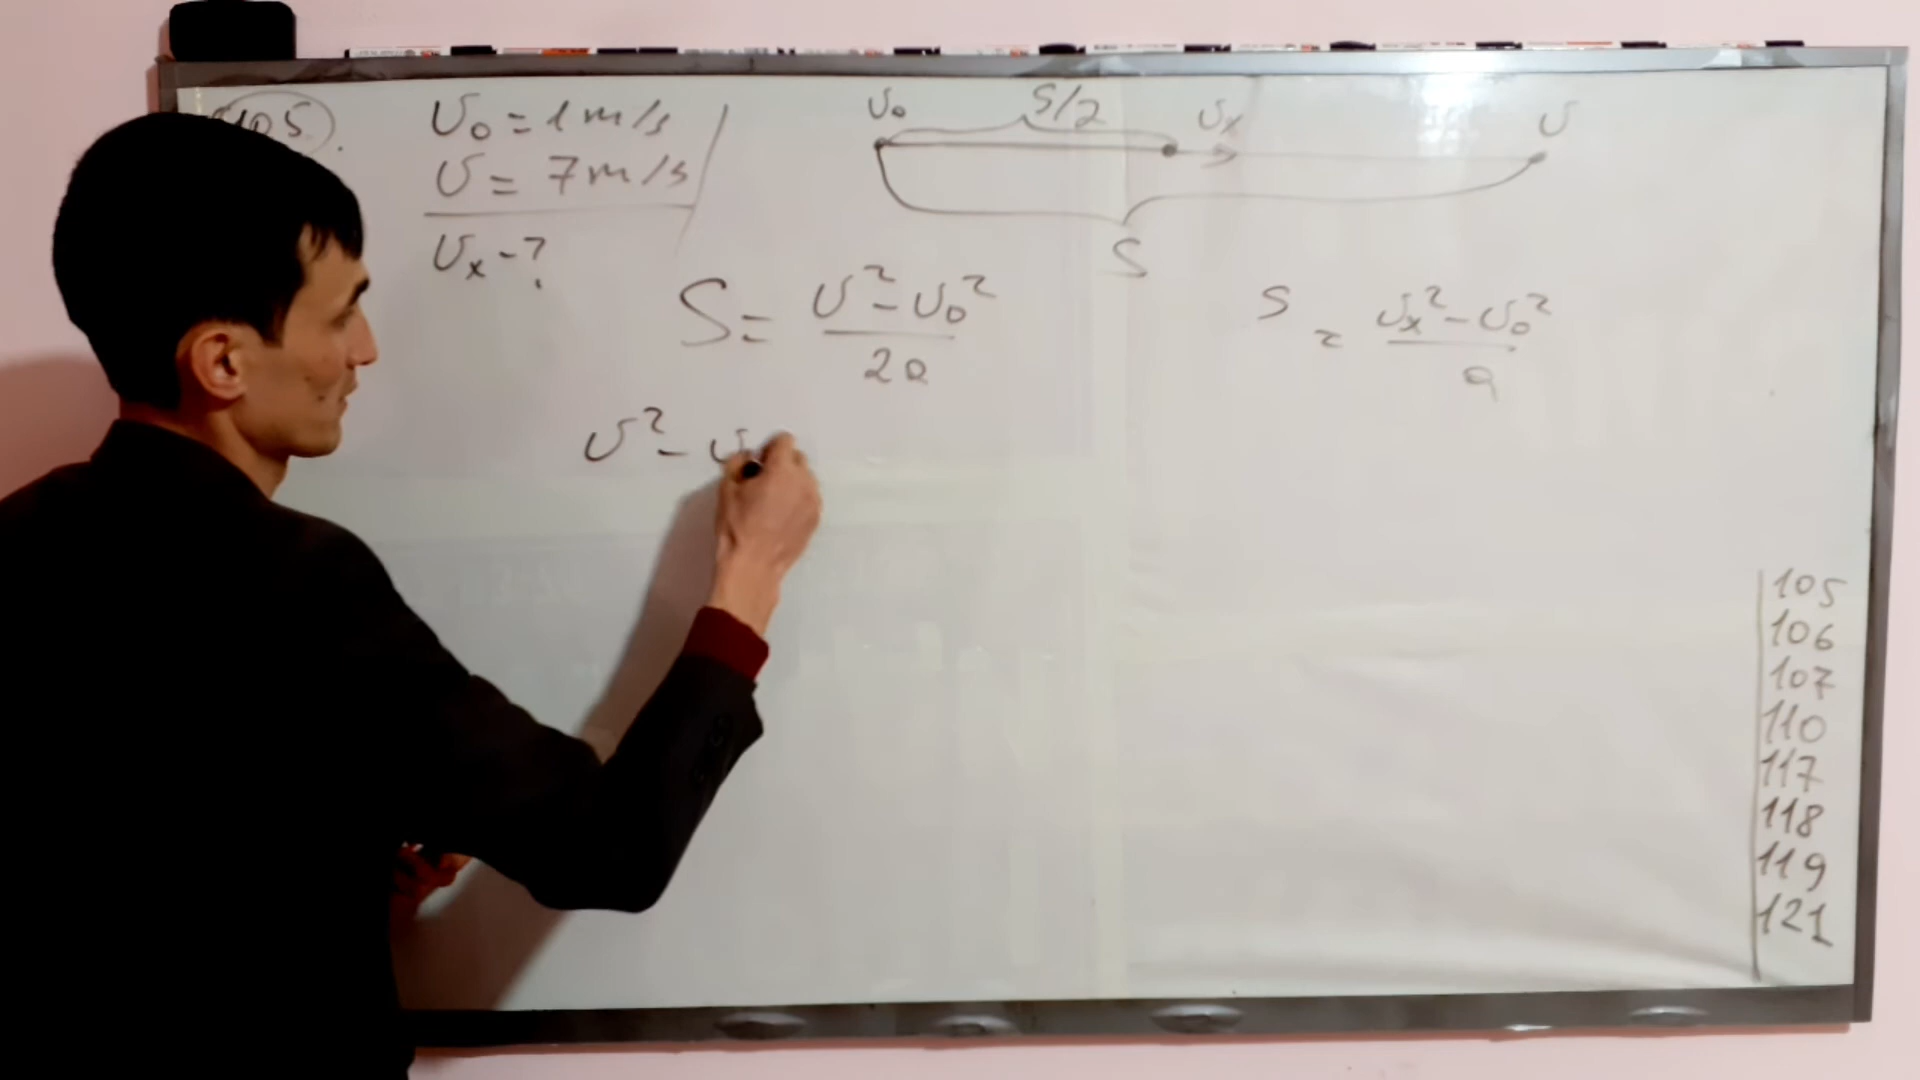 105.
υ₀ = 1 m/s
υ = 7 m/s
υₓ - ?
υ₀ S/2 υₓ υ
S
S = (υ² - υ₀²) / 2a
S = (υₓ² - υ₀²) / a
υ² - υ
105
106
107
110
117
118
119
121